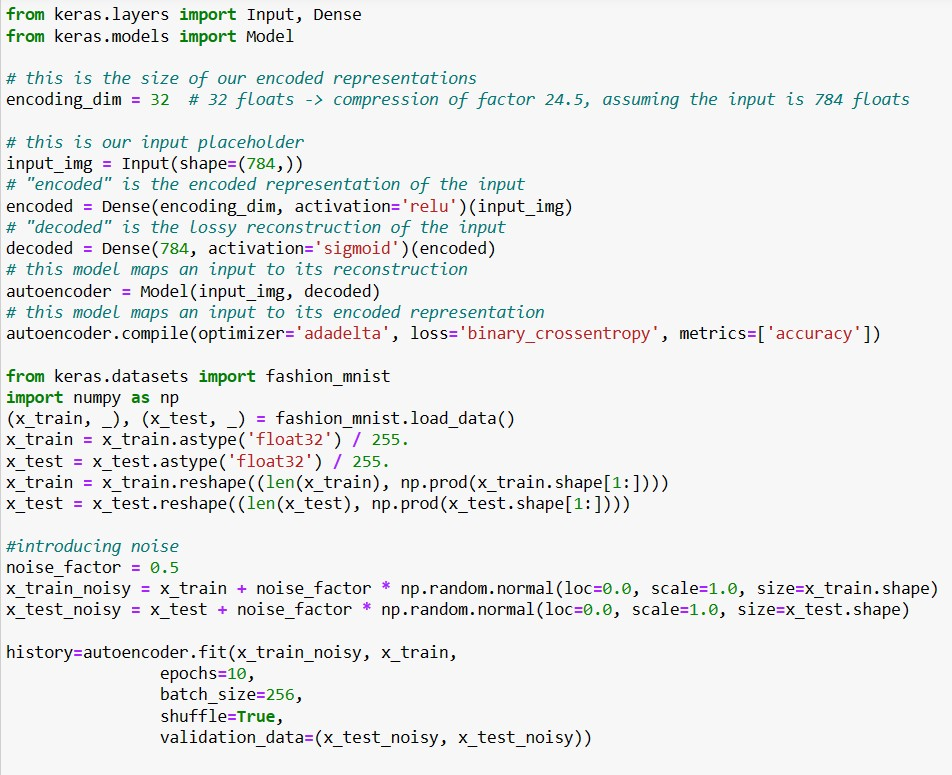 from keras.layers import Input, Dense
from keras.models import Model
# this is the size of our encoded representations
encoding_dim = 32  # 32 floats -> compression of factor 24.5, assuming the input is 784 floats
# this is our input placeholder
input_img = Input(shape=(784,))
# "encoded" is the encoded representation of the input
encoded = Dense(encoding_dim, activation='relu')(input_img)
# "decoded" is the lossy reconstruction of the input
decoded = Dense(784, activation='sigmoid')(encoded)
# this model maps an input to its reconstruction
autoencoder = Model(input_img, decoded)
# this model maps an input to its encoded representation
autoencoder.compile(optimizer='adadelta', loss='binary_crossentropy', metrics=['accuracy'])
from keras.datasets import fashion_mnist
import numpy as np
(x_train, _), (x_test, _) = fashion_mnist.load_data()
x_train = x_train.astype('float32') / 255.
x_test = x_test.astype('float32') / 255.
x_train = x_train.reshape((len(x_train), np.prod(x_train.shape[1:])))
x_test = x_test.reshape((len(x_test), np.prod(x_test.shape[1:])))
#introducing noise
noise_factor = 0.5
x_train_noisy = x_train + noise_factor * np.random.normal(loc=0.0, scale=1.0, size=x_train.shape)
x_test_noisy = x_test + noise_factor * np.random.normal(loc=0.0, scale=1.0, size=x_test.shape)
history=autoencoder.fit(x_train_noisy, x_train,
                epochs=10,
                batch_size=256,
                shuffle=True,
                validation_data=(x_test_noisy, x_test_noisy))